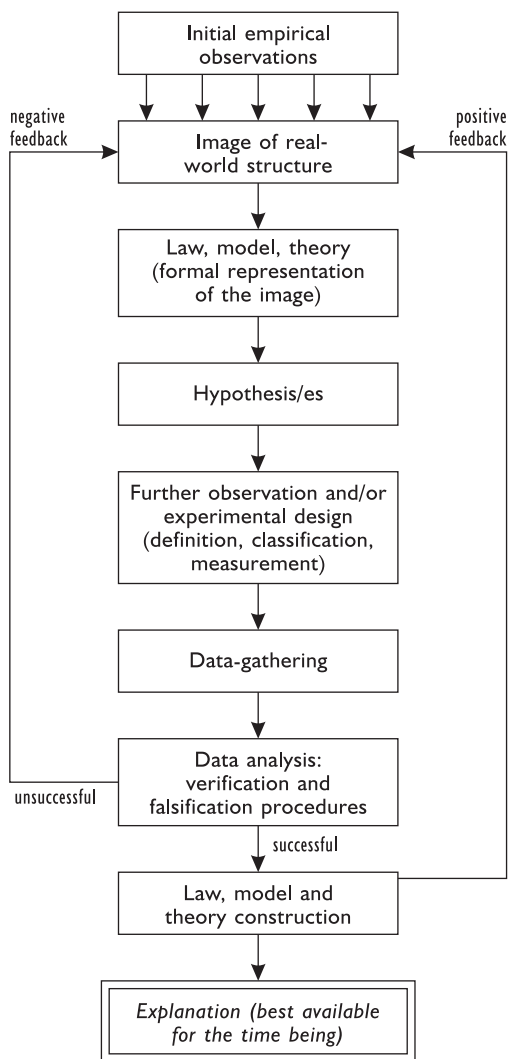 Initial empirical
observations
negative
feedback
positive
feedback
Image of real-
world structure
Law, model, theory
(formal representation
of the image)
Hypothesis/es
Further observation and/or
experimental design
(definition, classification,
measurement)
Data-gathering
Data analysis:
verification and
falsification procedures
unsuccessful
successful
Law, model and
theory construction
Explanation (best available
for the time being)